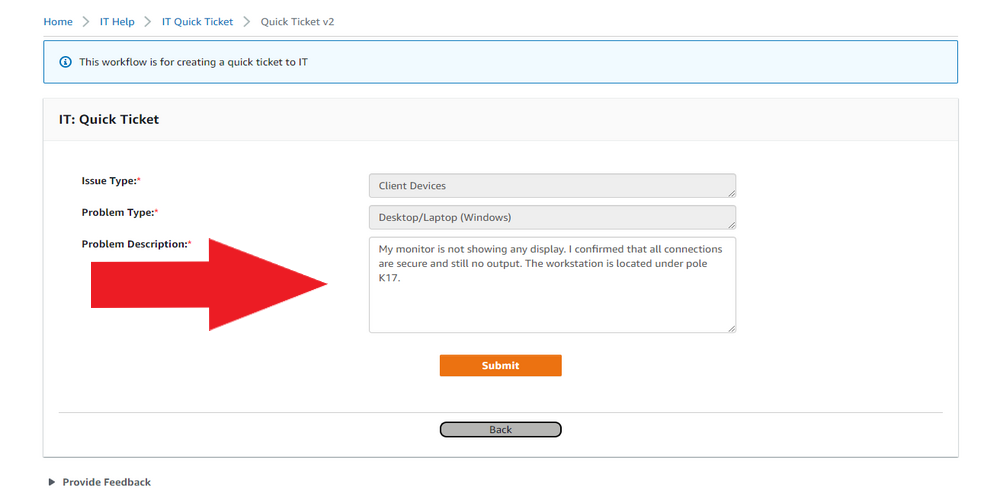 Home > IT Help > IT Quick Ticket > Quick Ticket v2
This workflow is for creating a quick ticket to IT
IT: Quick Ticket
Issue Type:*
Client Devices
Problem Type:*
Desktop/Laptop (Windows)
Problem Description:*
My monitor is not showing any display. I confirmed that all connections
are secure and still no output. The workstation is located under pole
K17.
Submit
Back
Provide Feedback